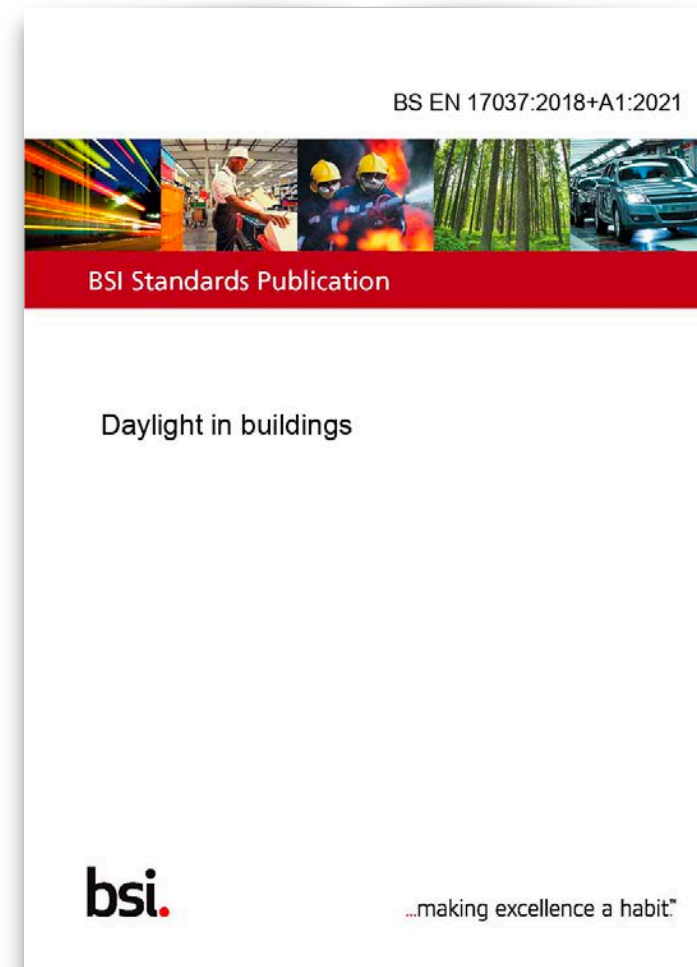 BS EN 17037:2018+A1:2021
BSI Standards Publication
Daylight in buildings
bsi.
...making excellence a habit.™